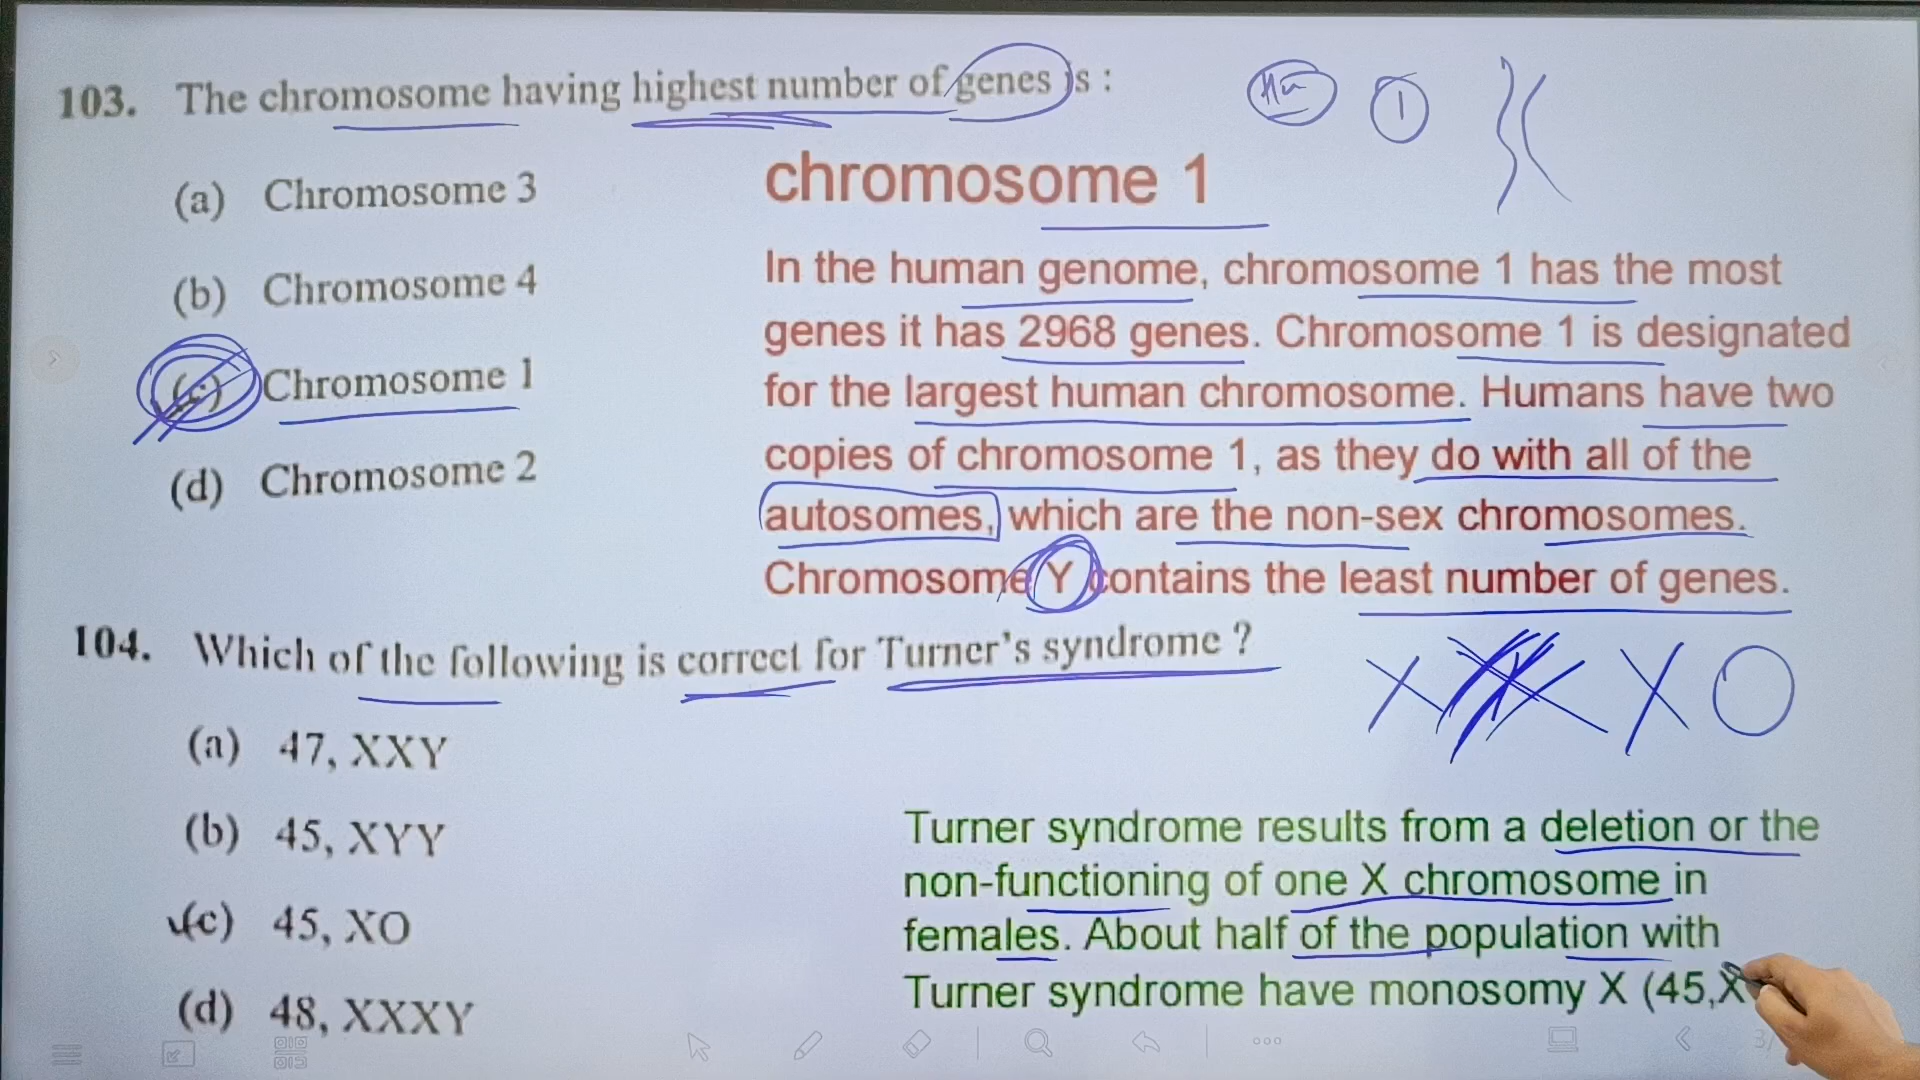 103. The chromosome having highest number of genes is :
(a) Chromosome 3
(b) Chromosome 4
(c) Chromosome 1
(d) Chromosome 2
1
chromosome 1
In the human genome, chromosome 1 has the most
genes it has 2968 genes. Chromosome 1 is designated
for the largest human chromosome. Humans have two
copies of chromosome 1, as they do with all of the
autosomes, which are the non-sex chromosomes.
Chromosome Y contains the least number of genes.
104. Which of the following is correct for Turner's syndrome ?
(a) 47, XXY
(b) 45, XYY
(c) 45, XO
(d) 48, XXXY
X X X O
Turner syndrome results from a deletion or the
non-functioning of one X chromosome in
females. About half of the population with
Turner syndrome have monosomy X (45,X
3/